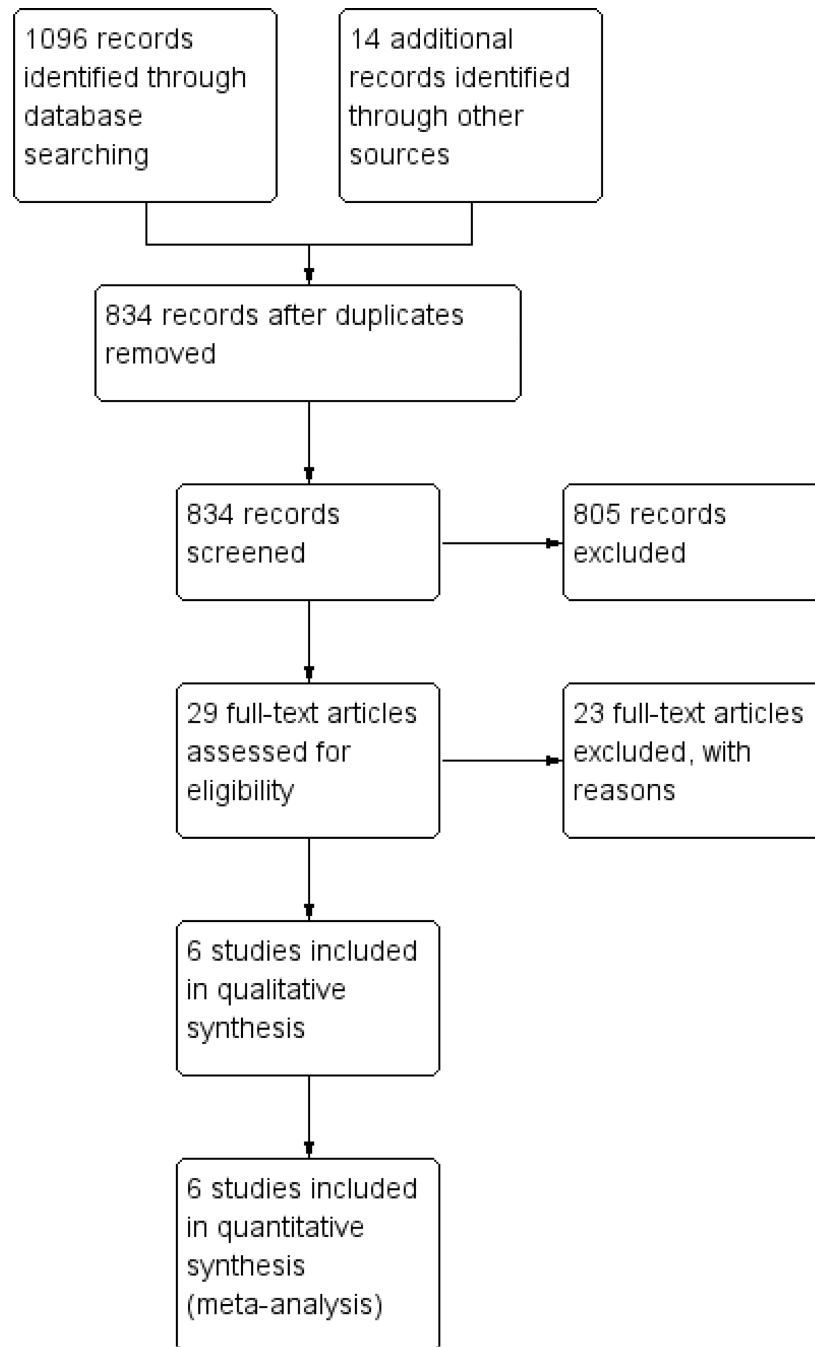 1096 records
identified through
database
searching
14 additional
records identified
through other
sources
834 records after duplicates
removed
834 records
screened
805 records
excluded
29 full-text articles
assessed for
eligibility
23 full-text articles
excluded, with
reasons
6 studies included
in qualitative
synthesis
6 studies included
in quantitative
synthesis
(meta-analysis)